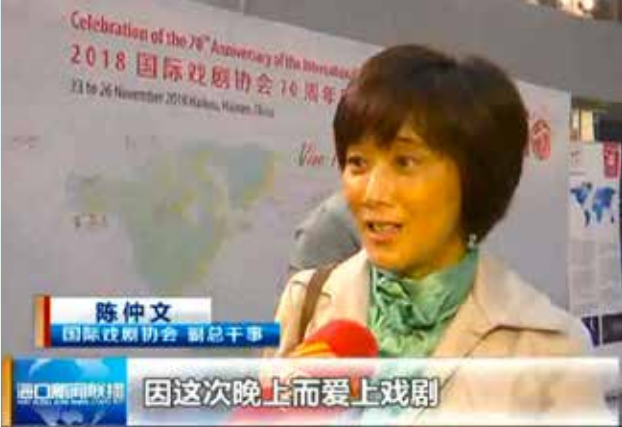 Celebration of the 70th Anniversary of the International
2018 国际戏剧协会 70 周年
23 to 26 November 2018 Haikou, Hainan, China
陈仲文
国际戏剧协会 副总干事
海口新闻联播
因这次晚上而爱上戏剧